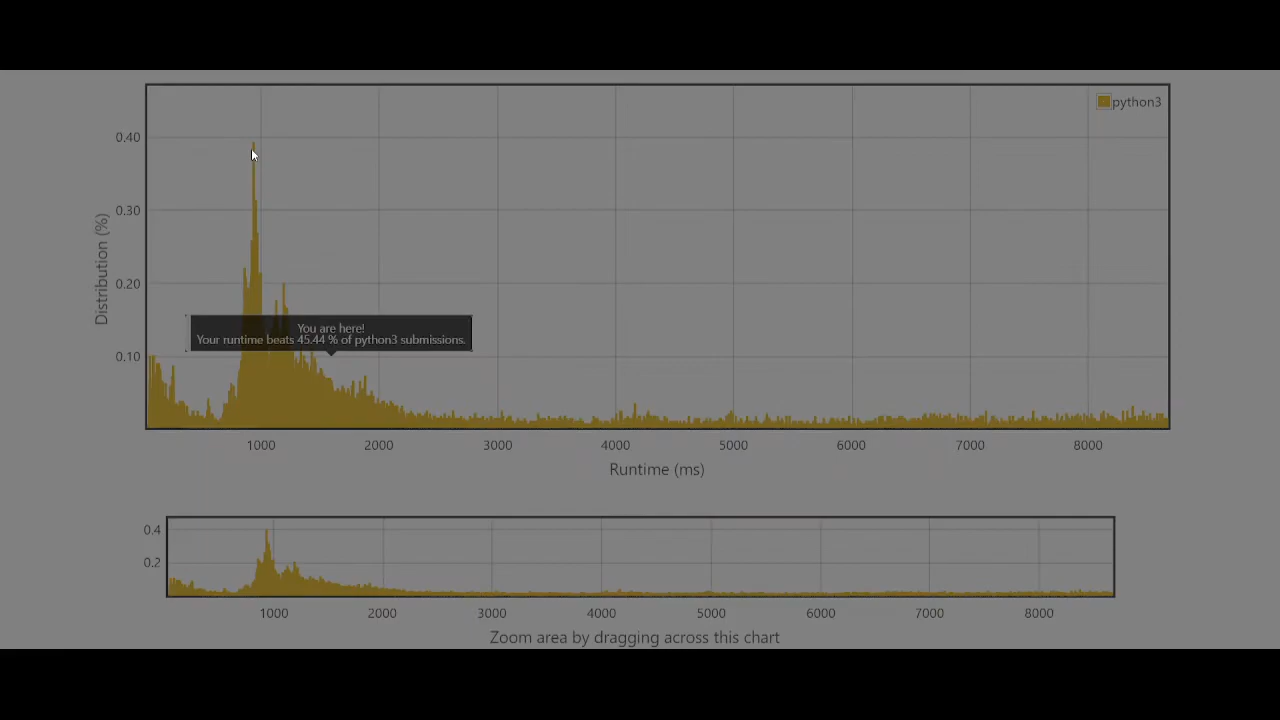 python3
0.40
0.30
0.20
0.10
Distribution (%)
You are here!
Your runtime beats 45.44 % of python3 submissions.
1000 2000 3000 4000 5000 6000 7000 8000
Runtime (ms)
0.4
0.2
1000 2000 3000 4000 5000 6000 7000 8000
Zoom area by dragging across this chart